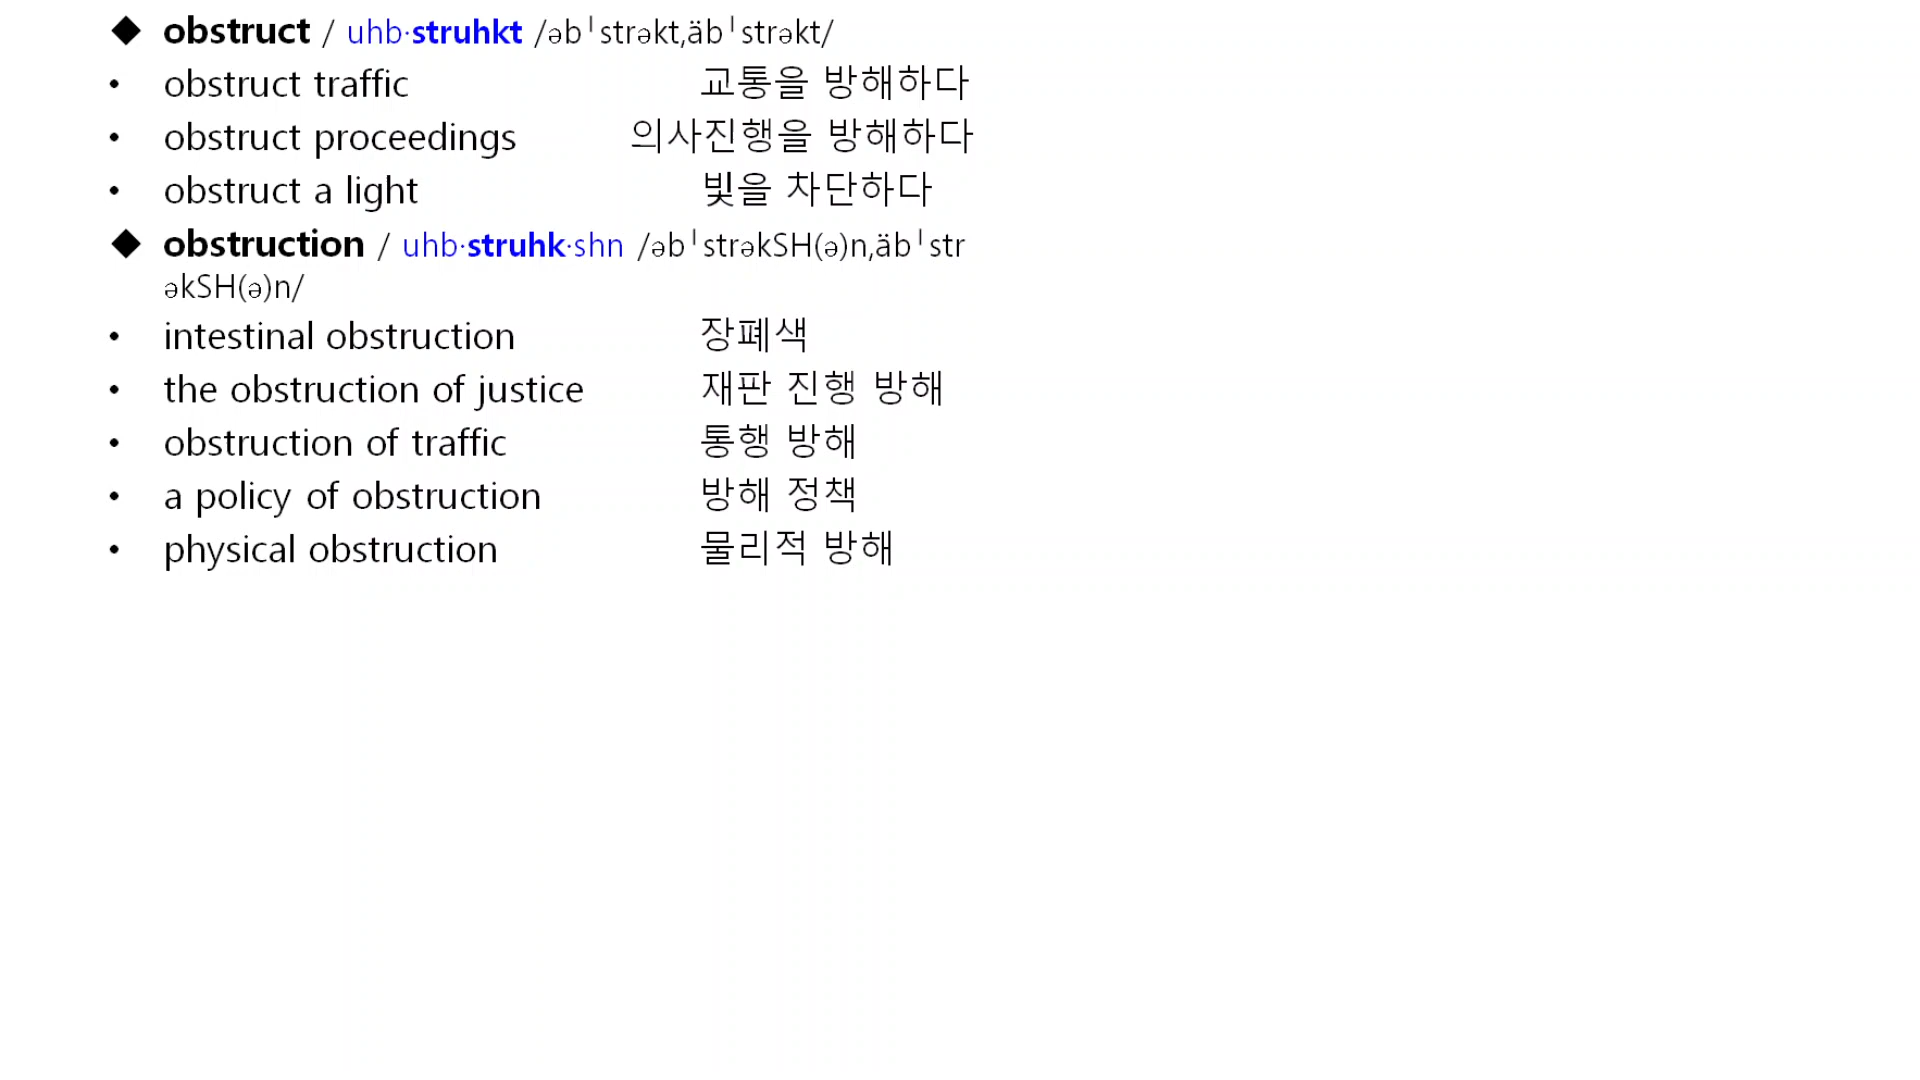 ◆ obstruct / uhb·struhkt /əbˈstrəkt,äbˈstrəkt/
• obstruct traffic 교통을 방해하다
• obstruct proceedings 의사진행을 방해하다
• obstruct a light 빛을 차단하다
◆ obstruction / uhb·struhk·shn /əbˈstrəkSH(ə)n,äbˈstr
əkSH(ə)n/
• intestinal obstruction 장폐색
• the obstruction of justice 재판 진행 방해
• obstruction of traffic 통행 방해
• a policy of obstruction 방해 정책
• physical obstruction 물리적 방해